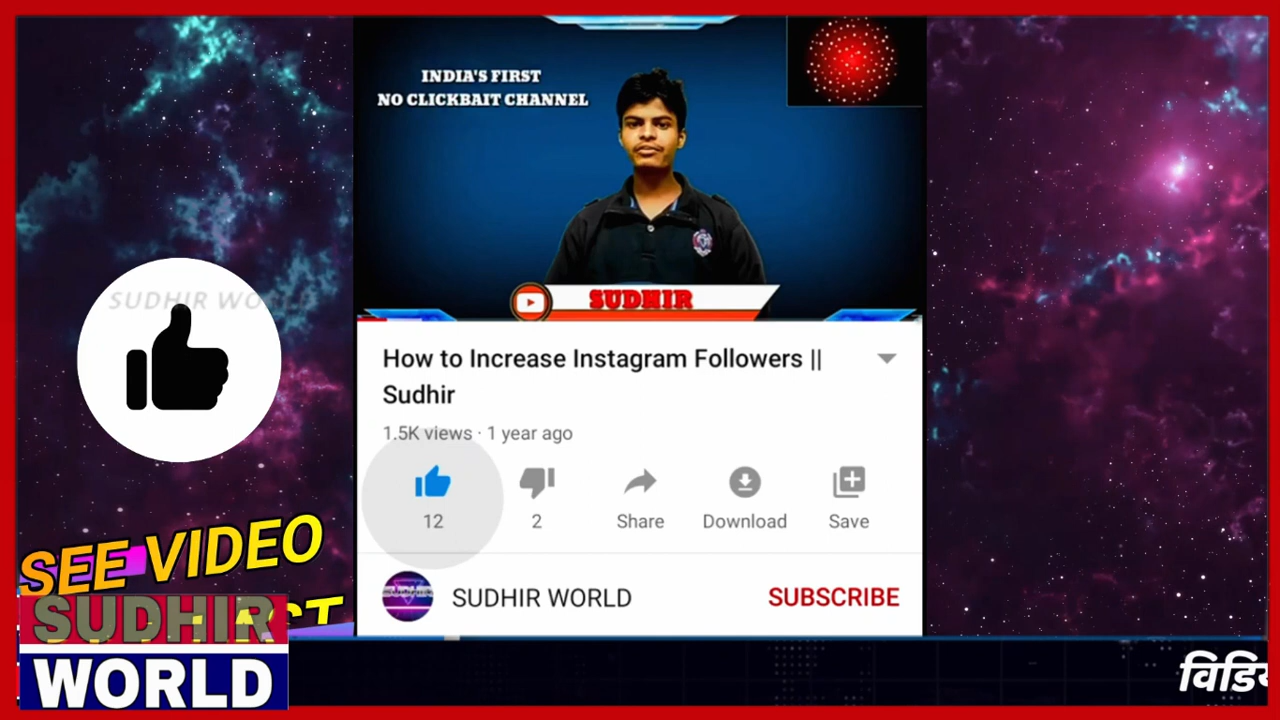 INDIA'S FIRST
NO CLICKBAIT CHANNEL
SUDHIR
How to Increase Instagram Followers ||
Sudhir
1.5K views · 1 year ago
12
2
Share
Download
Save
SUDHIR WORLD
SUBSCRIBE
SUDHIR WO
SEE VIDEO
SUDHIR
WORLD